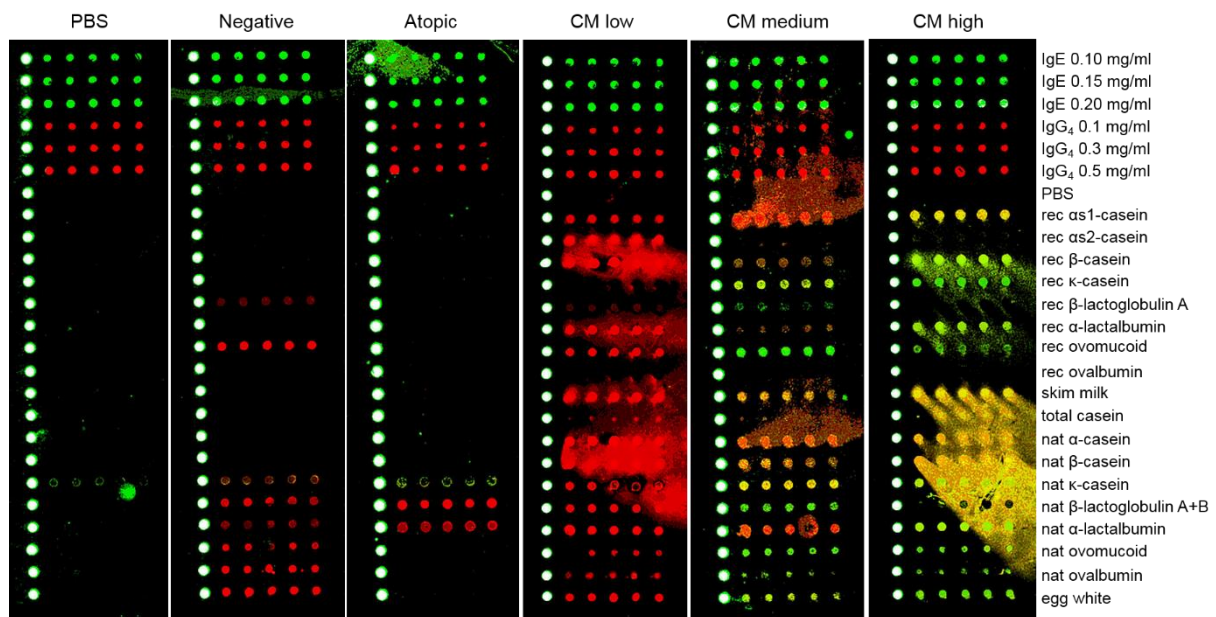 PBS
Negative
Atopic
CM low
CM medium
CM high
IgE 0.10 mg/ml
IgE 0.15 mg/ml
IgE 0.20 mg/ml
IgG₄ 0.1 mg/ml
IgG₄ 0.3 mg/ml
IgG₄ 0.5 mg/ml
PBS
rec αs1-casein
rec αs2-casein
rec β-casein
rec κ-casein
rec β-lactoglobulin A
rec α-lactalbumin
rec ovomucoid
rec ovalbumin
skim milk
total casein
nat α-casein
nat β-casein
nat κ-casein
nat β-lactoglobulin A+B
nat α-lactalbumin
nat ovomucoid
nat ovalbumin
egg white